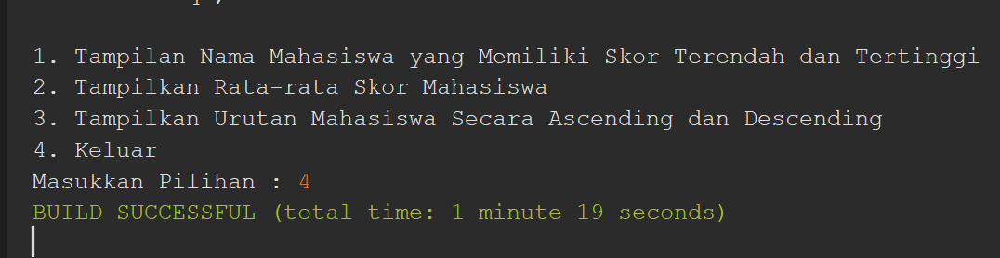 1. Tampilan Nama Mahasiswa yang Memiliki Skor Terendah dan Tertinggi
2. Tampilkan Rata-rata Skor Mahasiswa
3. Tampilkan Urutan Mahasiswa Secara Ascending dan Descending
4. Keluar
Masukkan Pilihan : 4
BUILD SUCCESSFUL (total time: 1 minute 19 seconds)